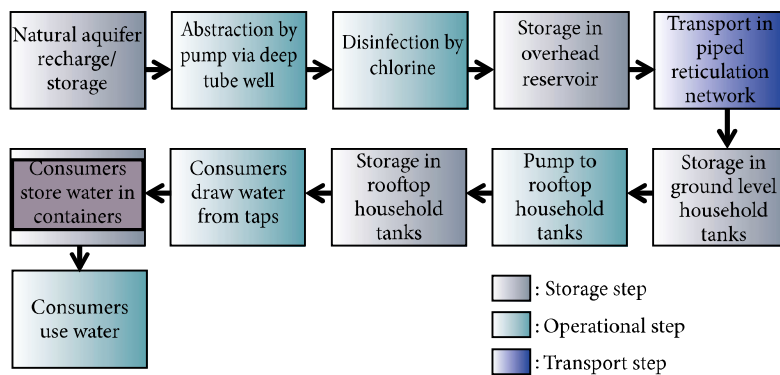 Natural aquifer
recharge/
storage
Abstraction by
pump via deep
tube well
Disinfection by
chlorine
Storage in
overhead
reservoir
Transport in
piped
reticulation
network
Consumers
store water in
containers
Consumers
draw water
from taps
Storage in
rooftop
household
tanks
Pump to
rooftop
household
tanks
Storage in
ground level
household
tanks
Consumers
use water
: Storage step
: Operational step
: Transport step